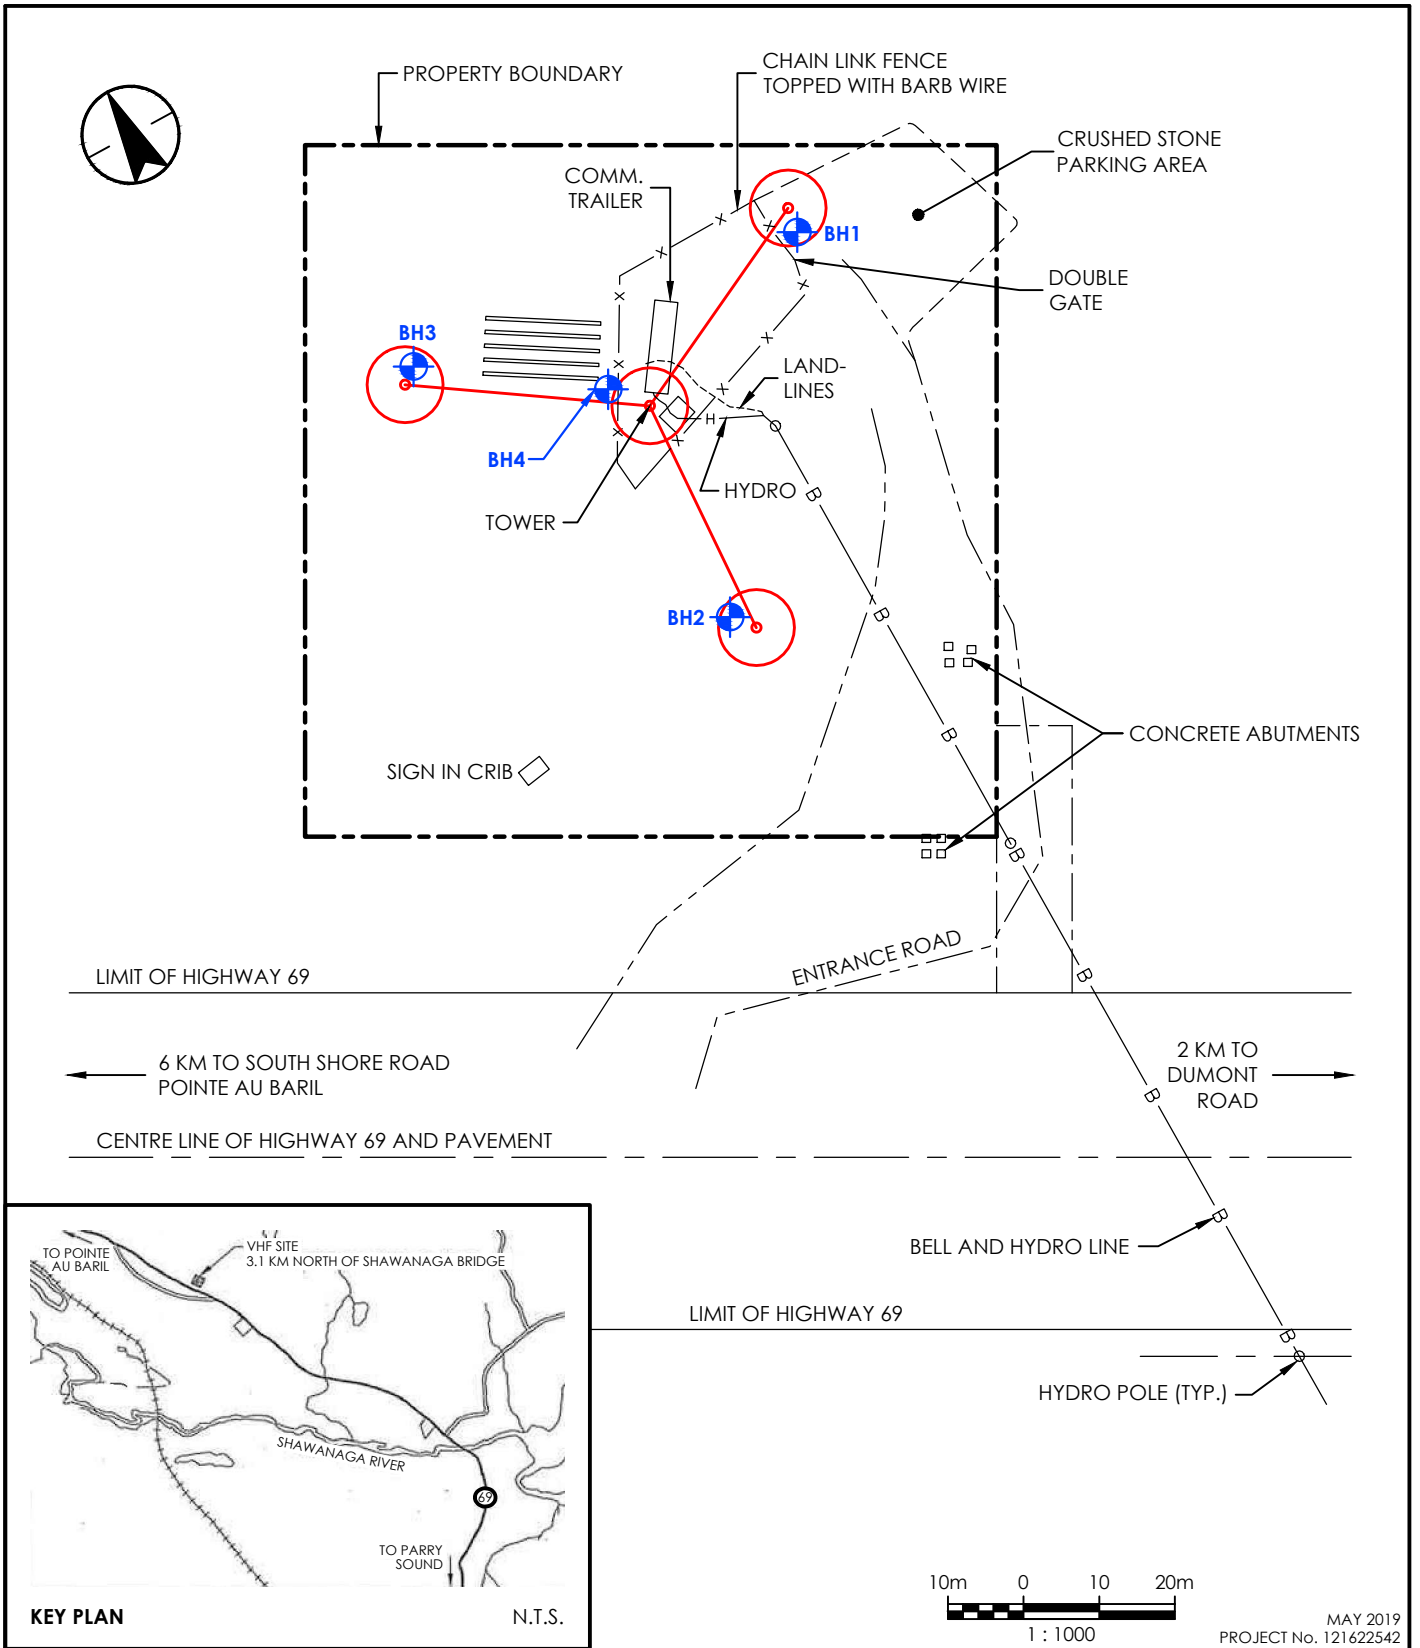 PROPERTY BOUNDARY
CHAIN LINK FENCE
TOPPED WITH BARB WIRE
CRUSHED STONE
PARKING AREA
COMM.
TRAILER
BH1
DOUBLE
GATE
BH3
LAND-
LINES
BH4
H
HYDRO
TOWER
B
BH2
B
B
CONCRETE ABUTMENTS
SIGN IN CRIB
B
ENTRANCE ROAD
LIMIT OF HIGHWAY 69
B
6 KM TO SOUTH SHORE ROAD
POINTE AU BARIL
2 KM TO
DUMONT
ROAD
B
CENTRE LINE OF HIGHWAY 69 AND PAVEMENT
B
BELL AND HYDRO LINE
LIMIT OF HIGHWAY 69
B
HYDRO POLE (TYP.)
TO POINTE
AU BARIL
VHF SITE
3.1 KM NORTH OF SHAWANAGA BRIDGE
SHAWANAGA RIVER
69
TO PARRY
SOUND
KEY PLAN
N.T.S.
10m 0 10 20m
1 : 1000
MAY 2019
PROJECT No. 121622542